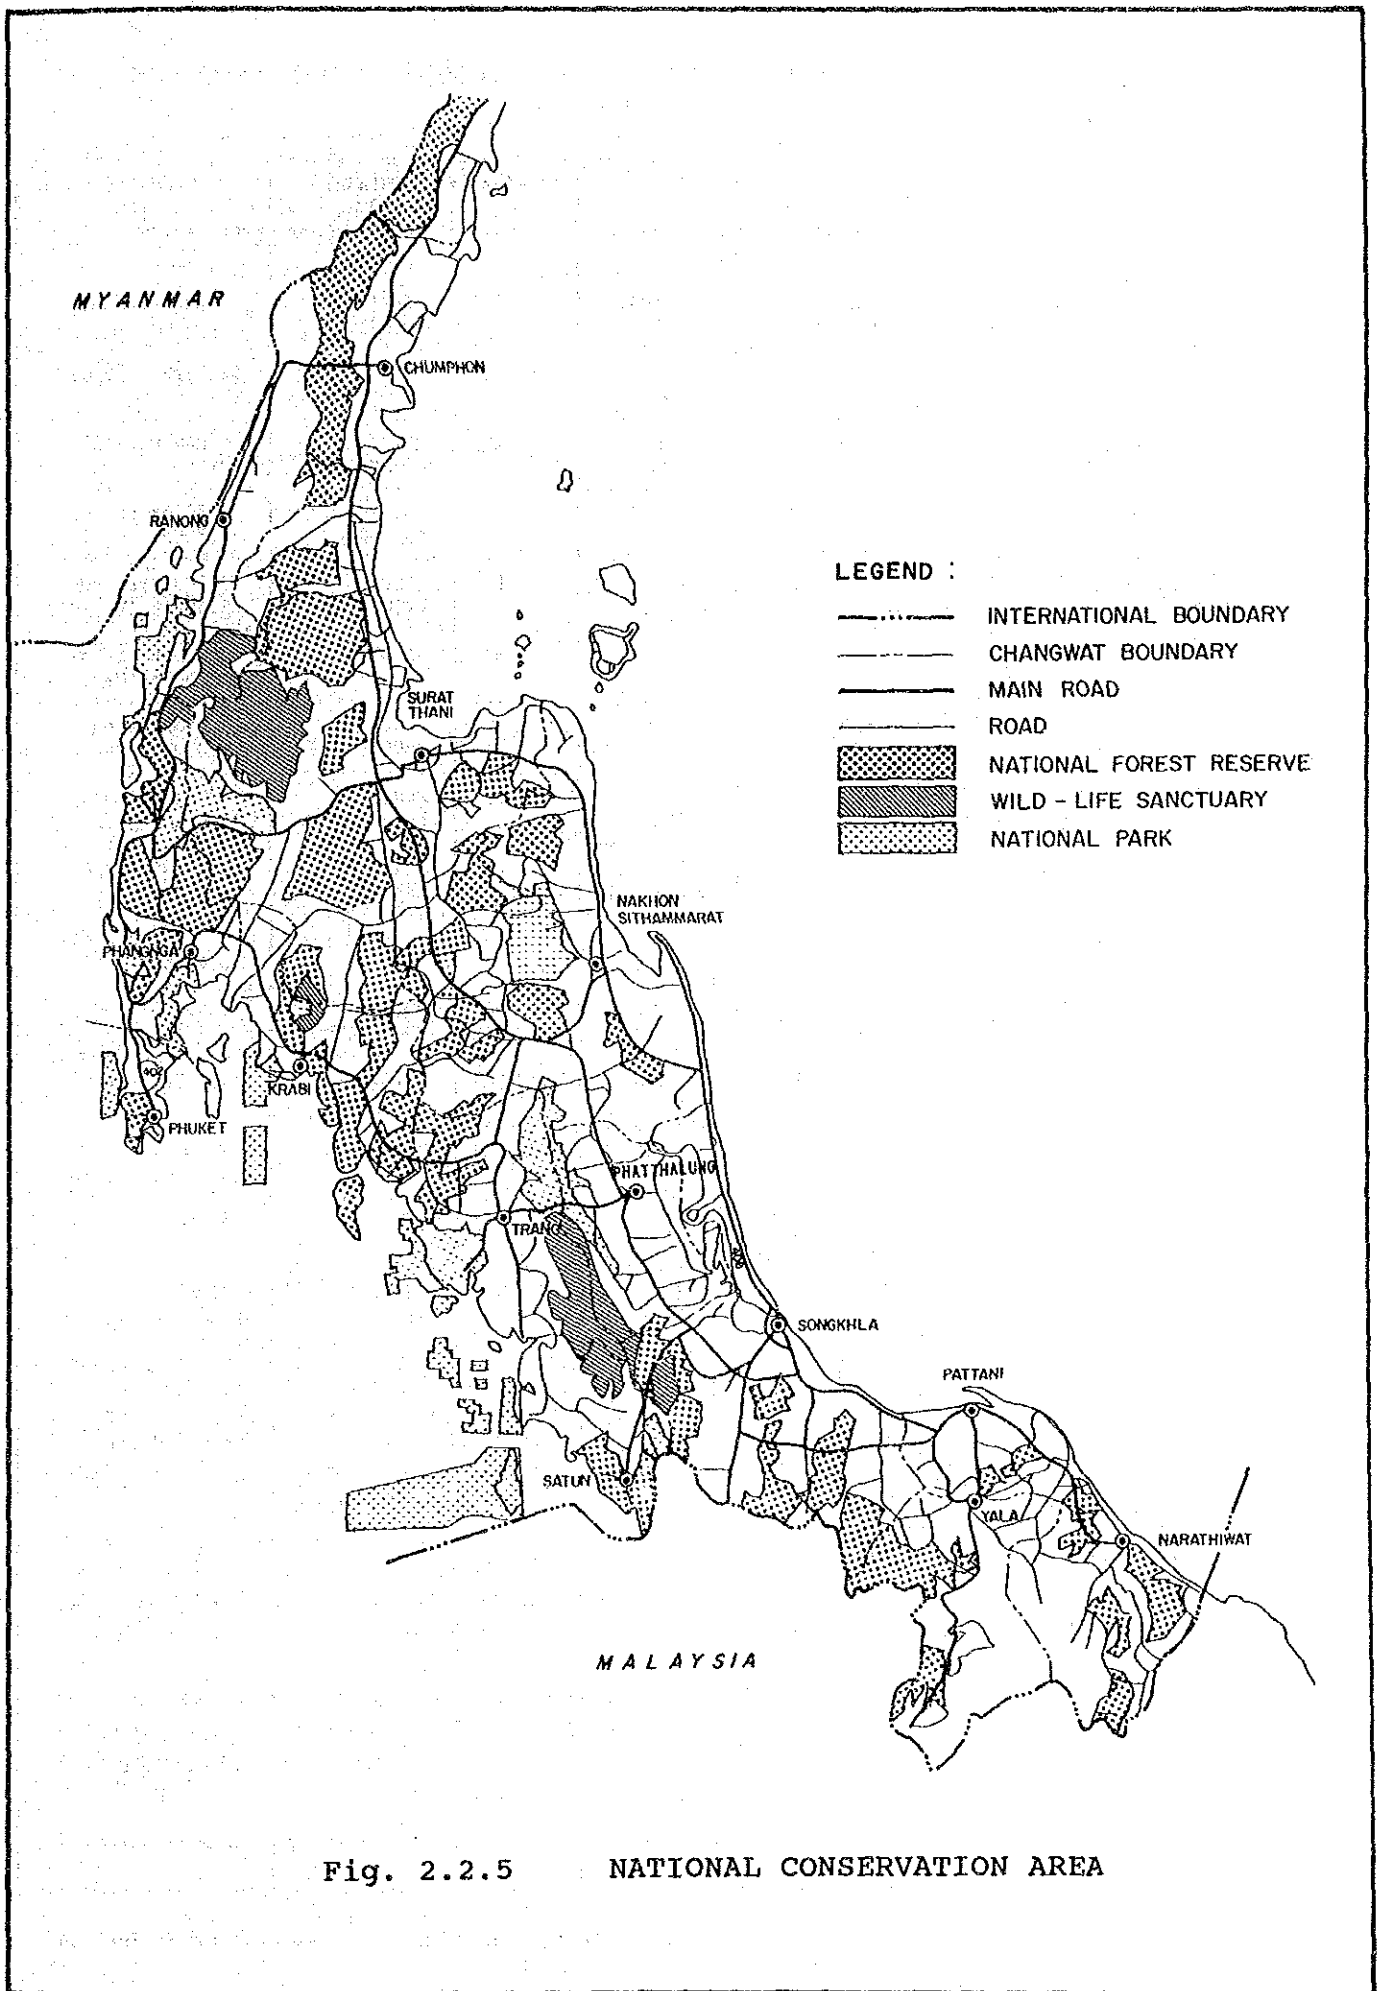 MYANMAR
CHUMPHON
RANONG
LEGEND :
INTERNATIONAL BOUNDARY
CHANGWAT BOUNDARY
MAIN ROAD
ROAD
NATIONAL FOREST RESERVE
WILD - LIFE SANCTUARY
NATIONAL PARK
SURAT
THANI
NAKHON
SITHAMMARAT
PHANGNGA
KRABI
402
PHUKET
PHATTHALUNG
TRANG
SONGKHLA
PATTANI
SATUN
YALA
NARATHIWAT
MALAYSIA
Fig. 2.2.5 NATIONAL CONSERVATION AREA